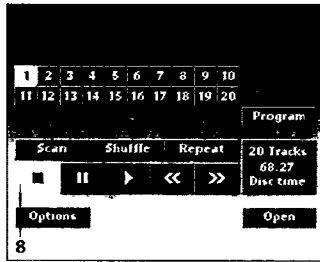 1 2 3 4 5 6 7 8 9 10
11 12 13 14 15 16 17 18 19 20
Program
Scan Shuffle Repeat
20 Tracks
68.27
Disc time
Options
Open
8